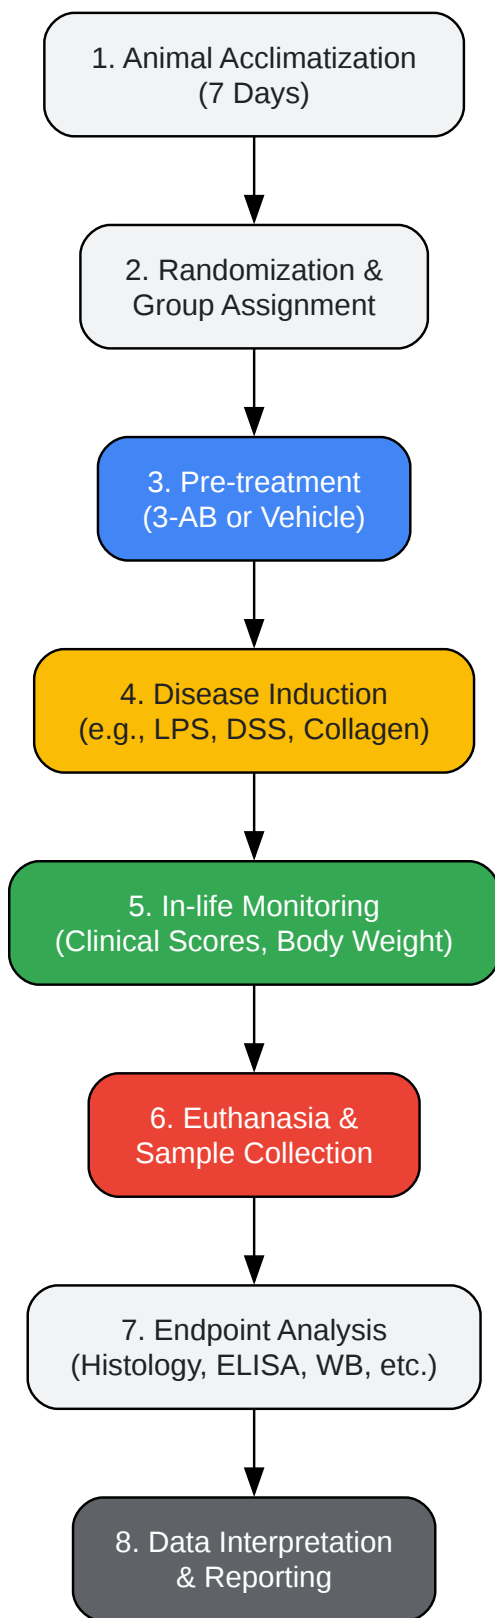 1. Animal Acclimatization
(7 Days)
2. Randomization &
Group Assignment
3. Pre-treatment
(3-AB or Vehicle)
4. Disease Induction
(e.g., LPS, DSS, Collagen)
5. In-life Monitoring
(Clinical Scores, Body Weight)
6. Euthanasia &
Sample Collection
7. Endpoint Analysis
(Histology, ELISA, WB, etc.)
8. Data Interpretation
& Reporting